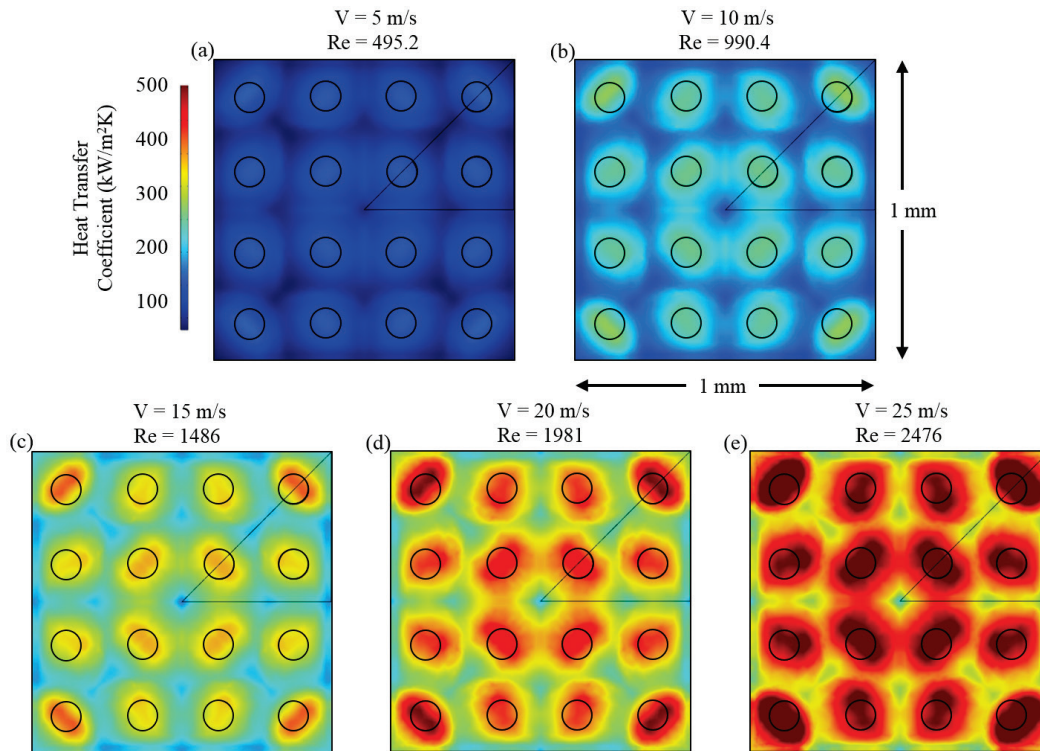 V = 5 m/s
Re = 495.2
(a)
V = 10 m/s
Re = 990.4
(b)
Heat Transfer
Coefficient (kW/m²K)
500
400
300
200
100
1 mm
1 mm
V = 15 m/s
Re = 1486
(c)
V = 20 m/s
Re = 1981
(d)
V = 25 m/s
Re = 2476
(e)